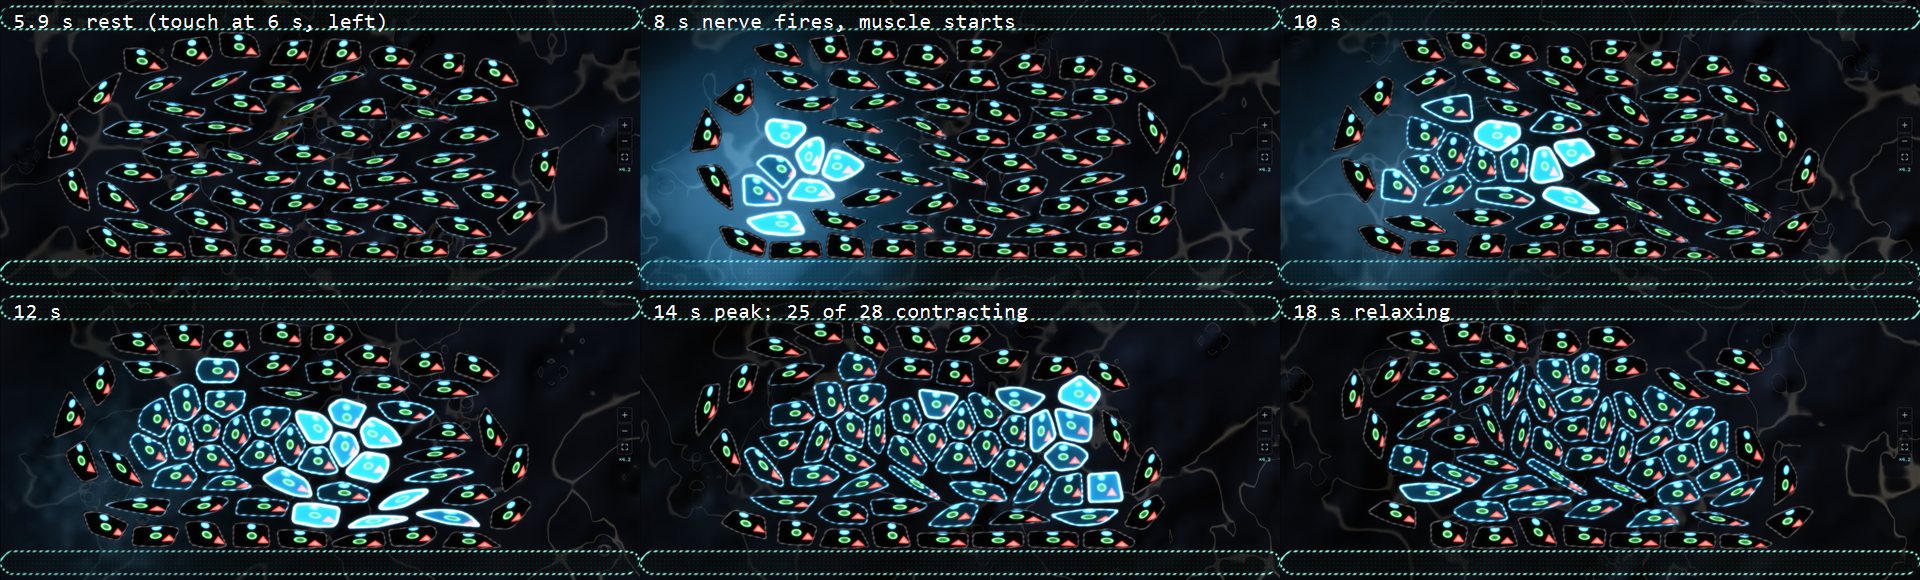 5.9 s rest (touch at 6 s, left)
8 s nerve fires, muscle starts
10 s
12 s
14 s peak: 25 of 28 contracting
18 s relaxing